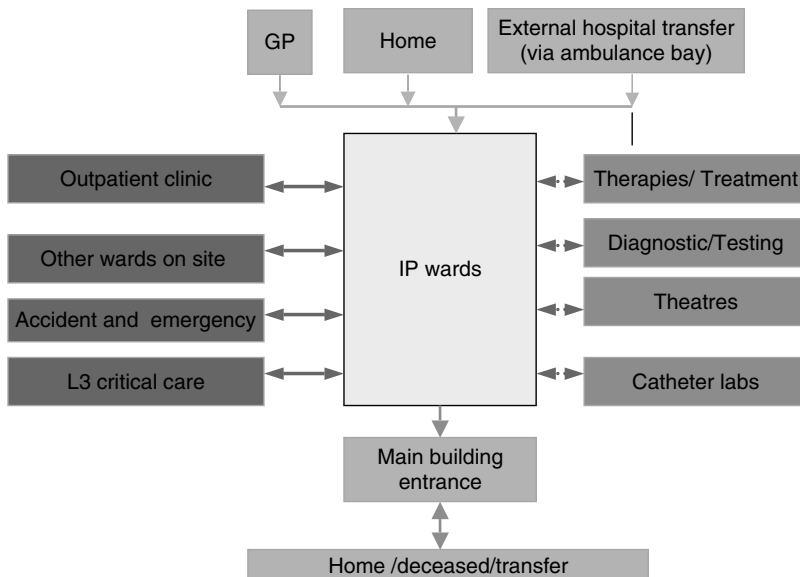 GP
Home
External hospital transfer
(via ambulance bay)
Outpatient clinic
Other wards on site
Accident and emergency
L3 critical care
IP wards
Therapies/ Treatment
Diagnostic/Testing
Theatres
Catheter labs
Main building
entrance
Home /deceased/transfer